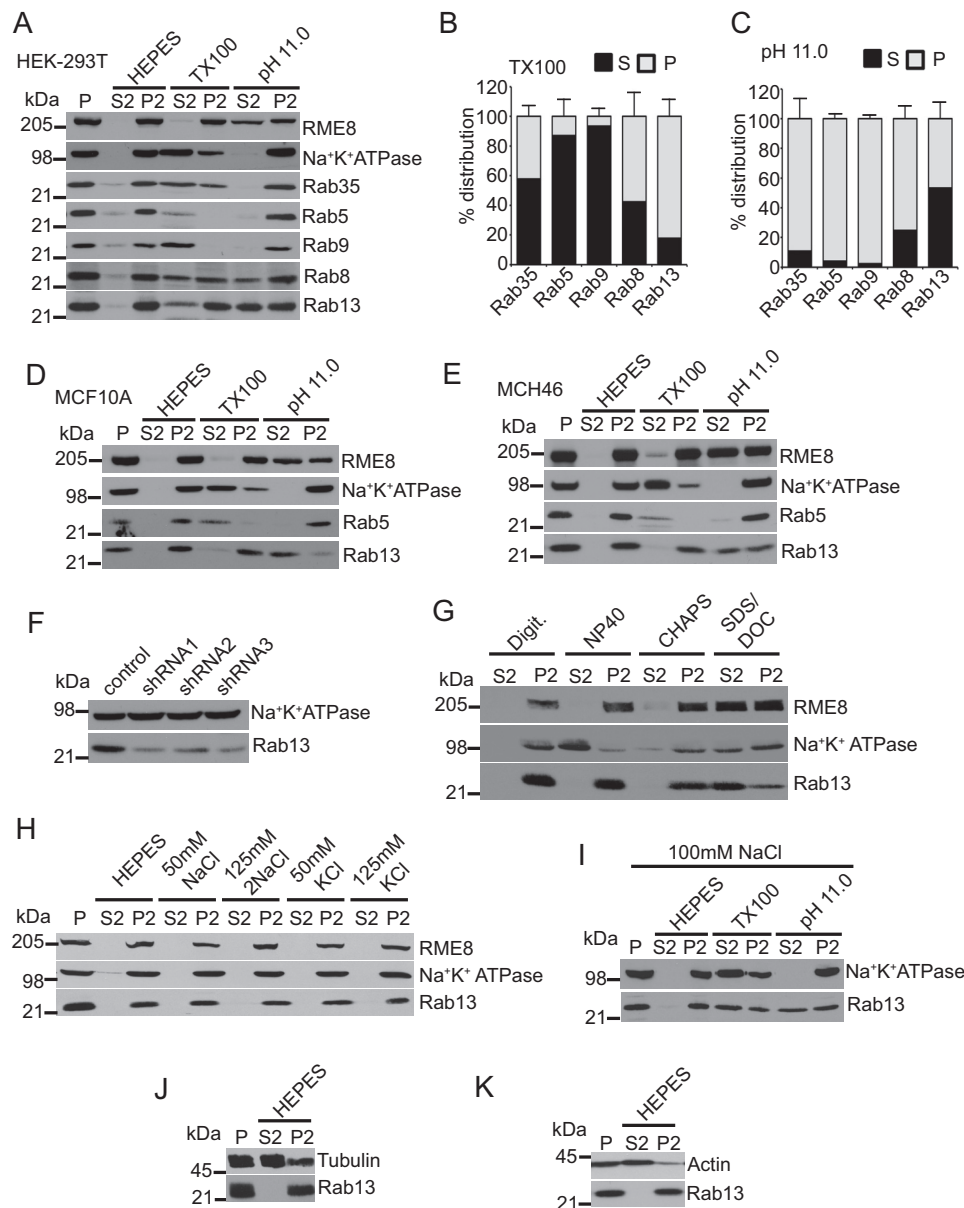 A
HEK-293T
HEPES TX100 pH 11.0
kDa P S2 P2 S2 P2 S2 P2
205 RME8
98 Na⁺K⁺ATPase
21 Rab35
21 Rab5
21 Rab9
21 Rab8
21 Rab13
B
TX100 S P
% distribution
120
100
80
60
40
20
0
Rab35 Rab5 Rab9 Rab8 Rab13
C
pH 11.0 S P
% distribution
120
100
80
60
40
20
0
Rab35 Rab5 Rab9 Rab8 Rab13
D
MCF10A
HEPES TX100 pH 11.0
kDa P S2 P2 S2 P2 S2 P2
205 RME8
98 Na⁺K⁺ATPase
21 Rab5
21 Rab13
E
MCH46
HEPES TX100 pH 11.0
kDa P S2 P2 S2 P2 S2 P2
205 RME8
98 Na⁺K⁺ATPase
21 Rab5
21 Rab13
F
control shRNA1 shRNA2 shRNA3
kDa
98 Na⁺K⁺ATPase
21 Rab13
G
Digit. NP40 CHAPS SDS/
DOC
kDa S2 P2 S2 P2 S2 P2 S2 P2
205 RME8
98 Na⁺K⁺ ATPase
21 Rab13
H
HEPES 50mM NaCl 125mM 2NaCl 50mM KCl 125mM KCl
kDa P S2 P2 S2 P2 S2 P2 S2 P2 S2 P2
205 RME8
98 Na⁺K⁺ ATPase
21 Rab13
I
100mM NaCl
HEPES TX100 pH 11.0
kDa P S2 P2 S2 P2 S2 P2
98 Na⁺K⁺ATPase
21 Rab13
J
HEPES
kDa P S2 P2
45 Tubulin
21 Rab13
K
HEPES
kDa P S2 P2
45 Actin
21 Rab13